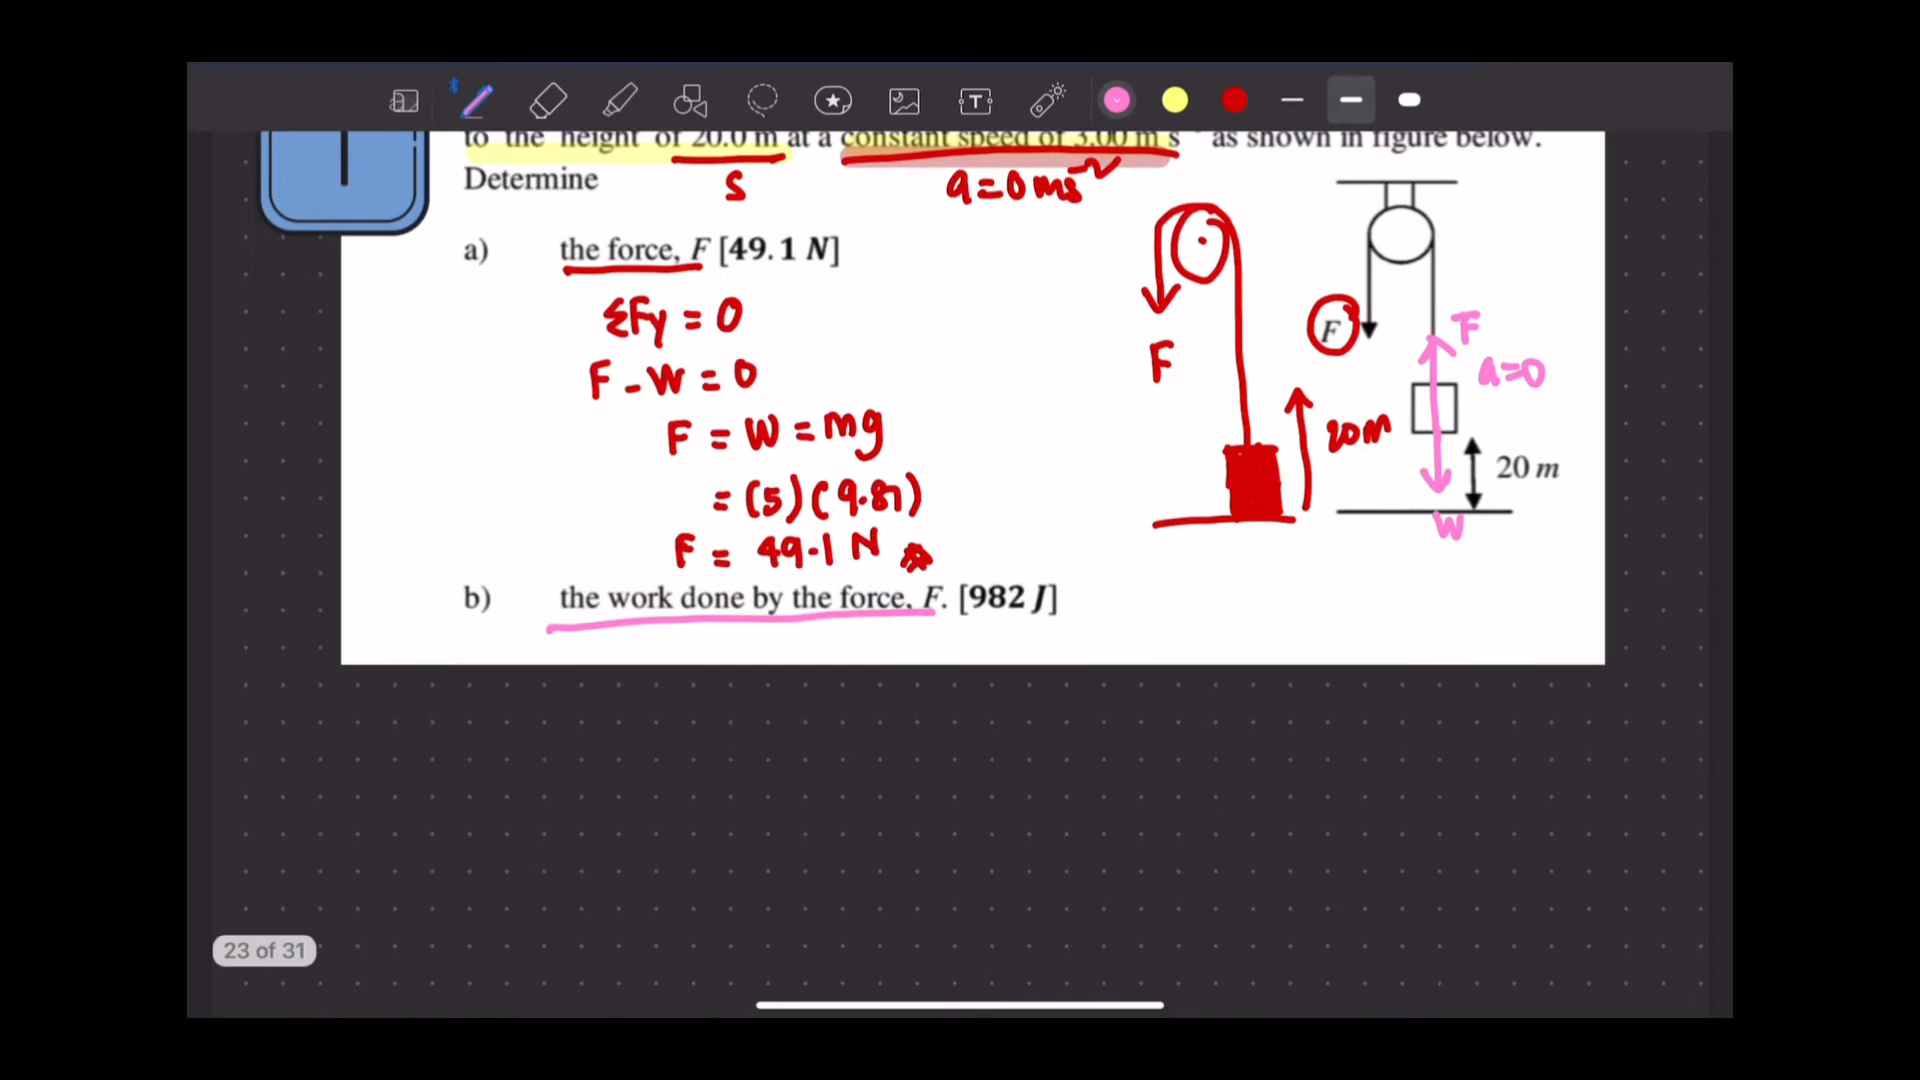 to the height of 20.0 m at a constant speed of 3.00 m s as shown in figure below.
Determine
S
a=0 ms⁻²
a) the force, F [49.1 N]
ΣFy = 0
F - W = 0
F = W = mg
= (5)(9.81)
F = 49.1 N
F
20m
F
F
a=0
20 m
W
b) the work done by the force, F. [982 J]
23 of 31
T